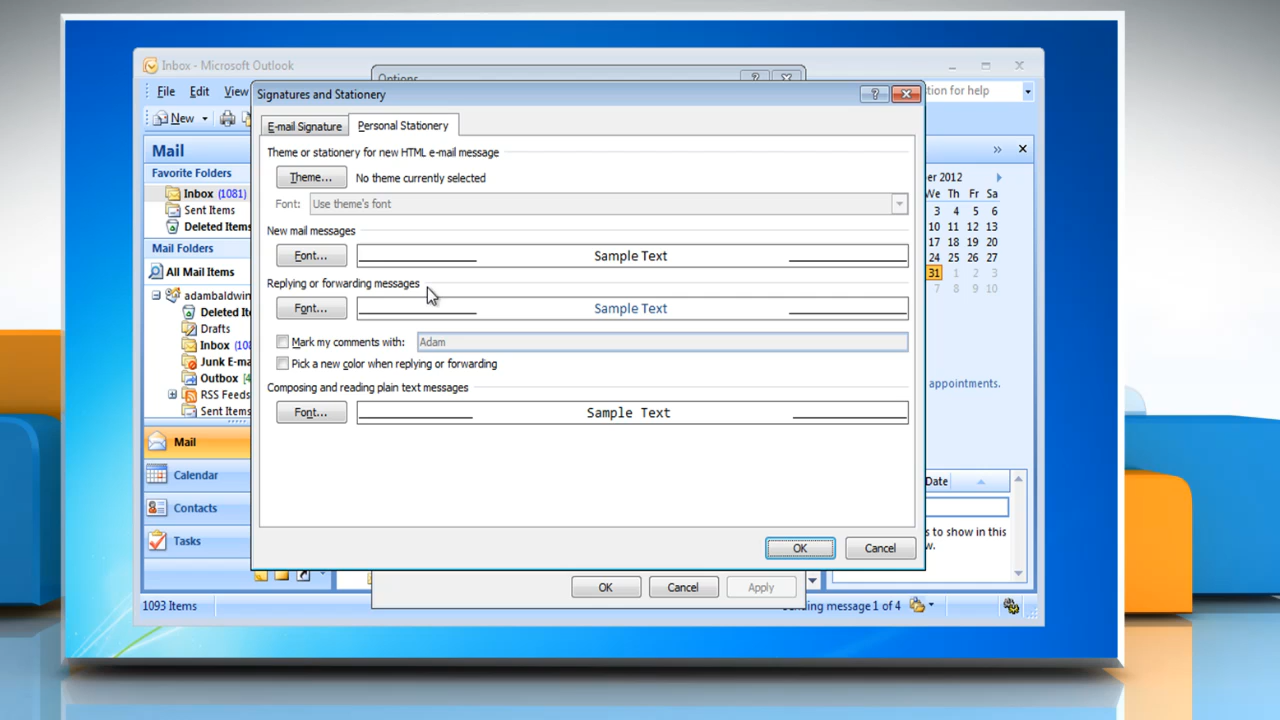 Inbox - Microsoft Outlook
Options
File Edit View
stion for help
New
Signatures and Stationery
E-mail Signature Personal Stationery
Theme or stationery for new HTML e-mail message
Theme... No theme currently selected
Font: Use theme's font
New mail messages
Font... Sample Text
Replying or forwarding messages
Font... Sample Text
Mark my comments with: Adam
Pick a new color when replying or forwarding
Composing and reading plain text messages
Font... Sample Text
OK Cancel
OK Cancel Apply
Mail
Favorite Folders
Inbox (1081)
Sent Items
Deleted Items
Mail Folders
All Mail Items
adambaldwin
Deleted It
Drafts
Inbox (108
Junk E-ma
Outbox [4
RSS Feeds
Sent Items
Mail
Calendar
Contacts
Tasks
1093 Items
er 2012
We Th Fr Sa
3 4 5 6
10 11 12 13
17 18 19 20
24 25 26 27
31 1 2 3
7 8 9 10
appointments.
Date
s to show in this
w.
Sending message 1 of 4